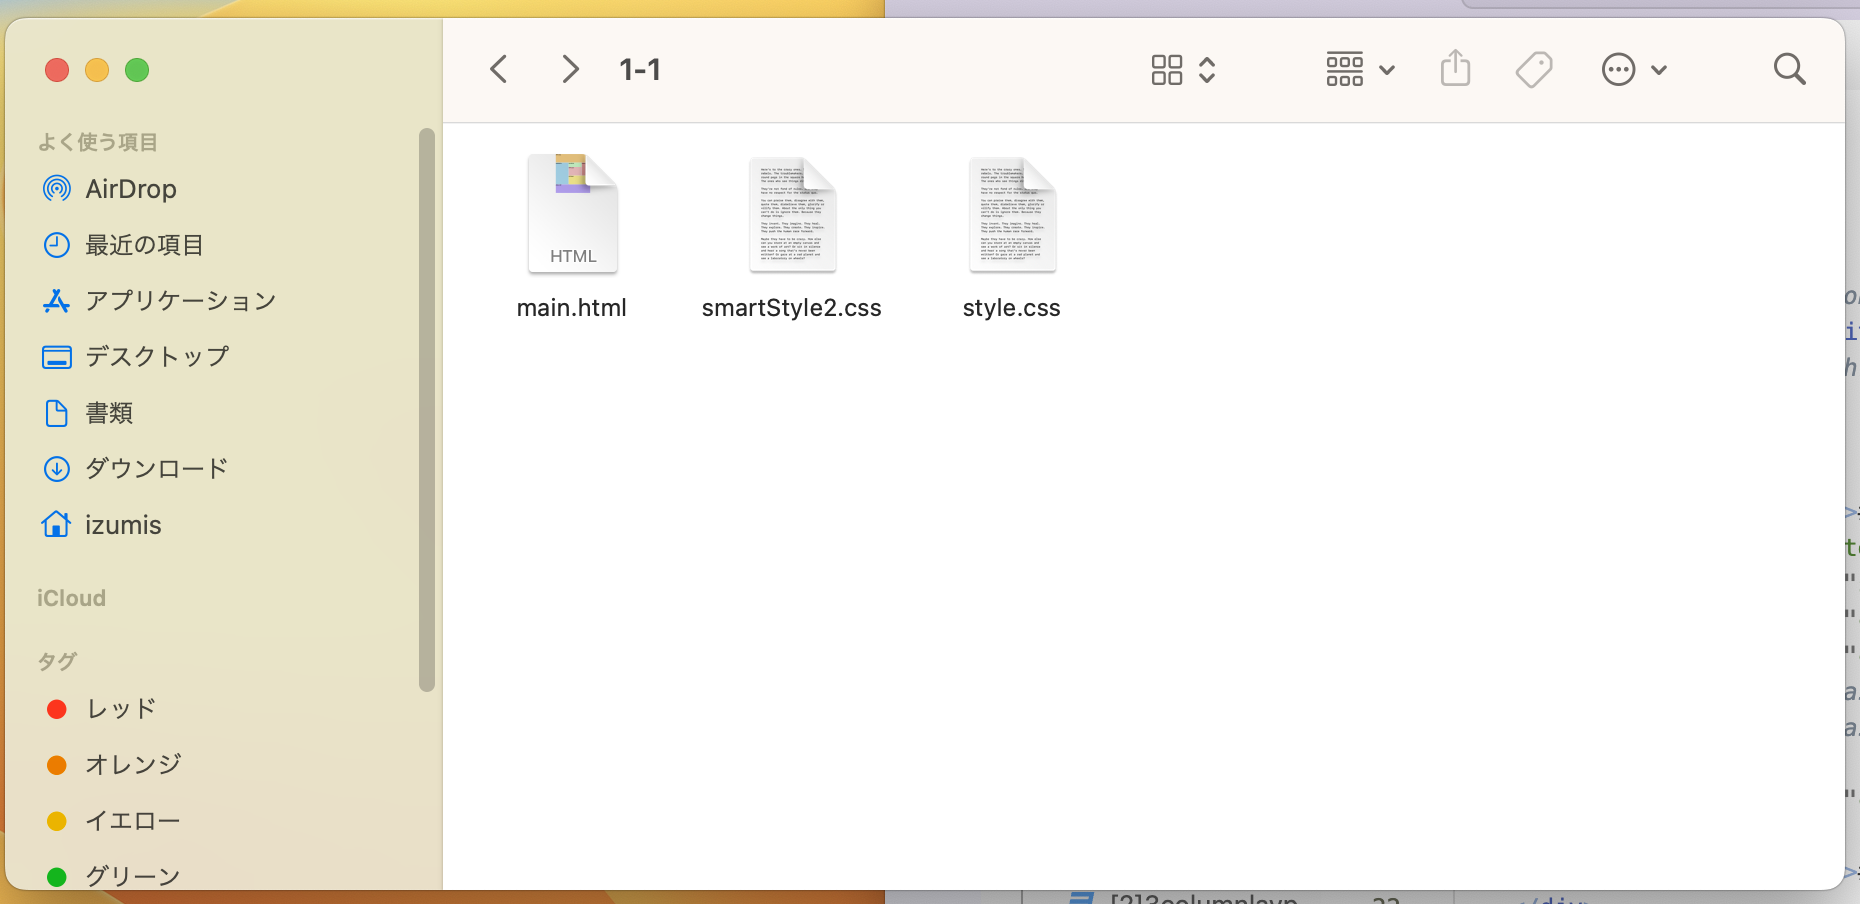 1-1
よく使う項目
AirDrop
最近の項目
アプリケーション
デスクトップ
書類
ダウンロード
izumis
iCloud
タグ
レッド
オレンジ
イエロー
グリーン
HTML
main.html
smartStyle2.css
style.css